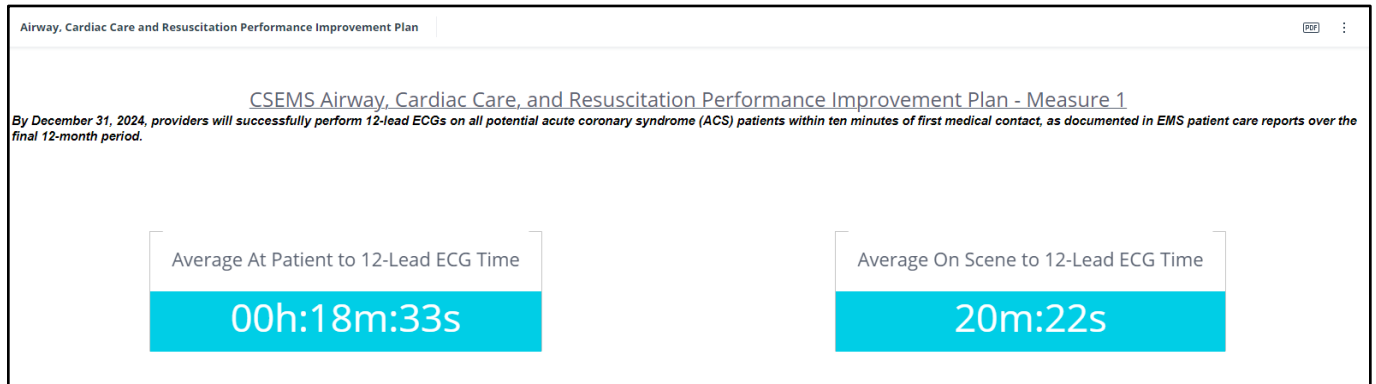 Airway, Cardiac Care and Resuscitation Performance Improvement Plan
PDF
CSEMS Airway, Cardiac Care, and Resuscitation Performance Improvement Plan - Measure 1
By December 31, 2024, providers will successfully perform 12-lead ECGs on all potential acute coronary syndrome (ACS) patients within ten minutes of first medical contact, as documented in EMS patient care reports over the
final 12-month period.
Average At Patient to 12-Lead ECG Time
00h:18m:33s
Average On Scene to 12-Lead ECG Time
20m:22s